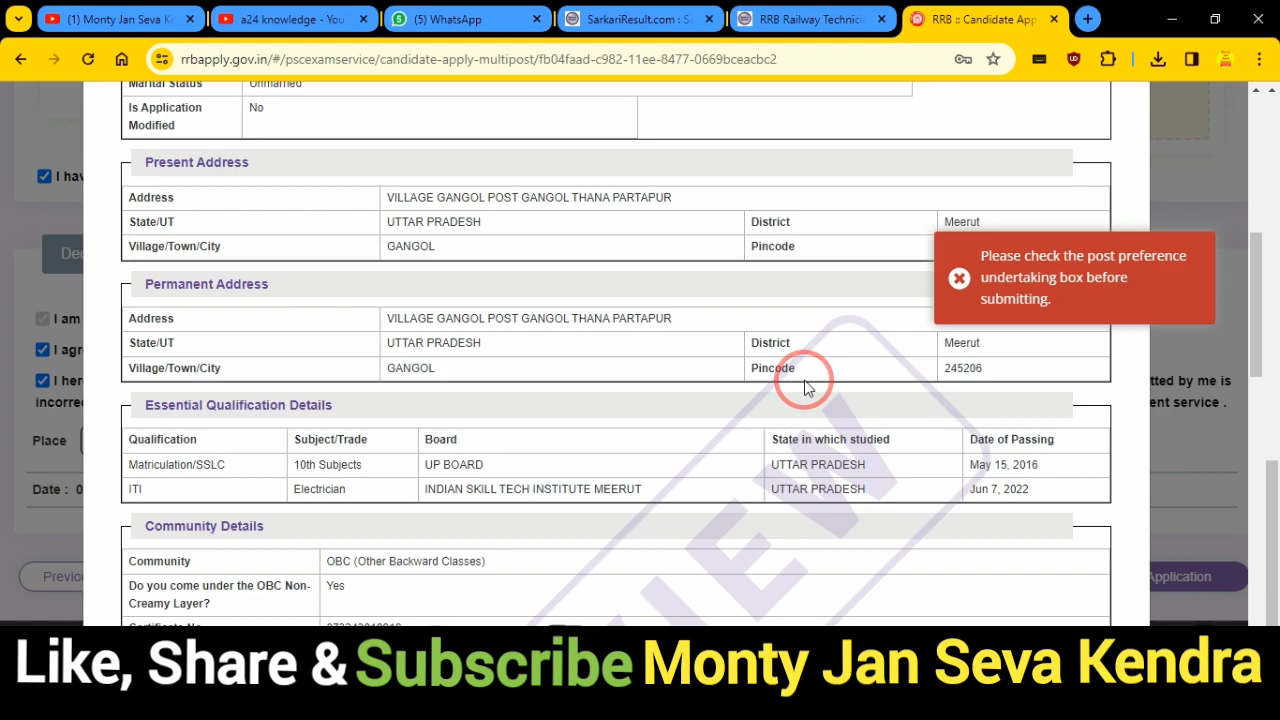 (1) Monty Jan Seva K
a24 knowledge - You
(5) WhatsApp
SarkariResult.com : S
RRB Railway Technici
RRB :: Candidate App
rrbapply.gov.in/#/pscexamservice/candidate-apply-multipost/fb04faad-c982-11ee-8477-0669bceacbc2
Marital Status Unmarried
Is Application Modified No
I hav
Present Address
Address VILLAGE GANGOL POST GANGOL THANA PARTAPUR
State/UT UTTAR PRADESH District Meerut
Village/Town/City GANGOL Pincode
Please check the post preference
undertaking box before
submitting.
Dec
Permanent Address
Address VILLAGE GANGOL POST GANGOL THANA PARTAPUR
State/UT UTTAR PRADESH District Meerut
Village/Town/City GANGOL Pincode 245206
I am
I agr
I her
incorre
tted by me is
ent service .
Place
Date : 0
Essential Qualification Details
Qualification Subject/Trade Board State in which studied Date of Passing
Matriculation/SSLC 10th Subjects UP BOARD UTTAR PRADESH May 15, 2016
ITI Electrician INDIAN SKILL TECH INSTITUTE MEERUT UTTAR PRADESH Jun 7, 2022
Community Details
Community OBC (Other Backward Classes)
Do you come under the OBC Non-
Creamy Layer? Yes
Previo
Application
VIEW
Like, Share & Subscribe Monty Jan Seva Kendra